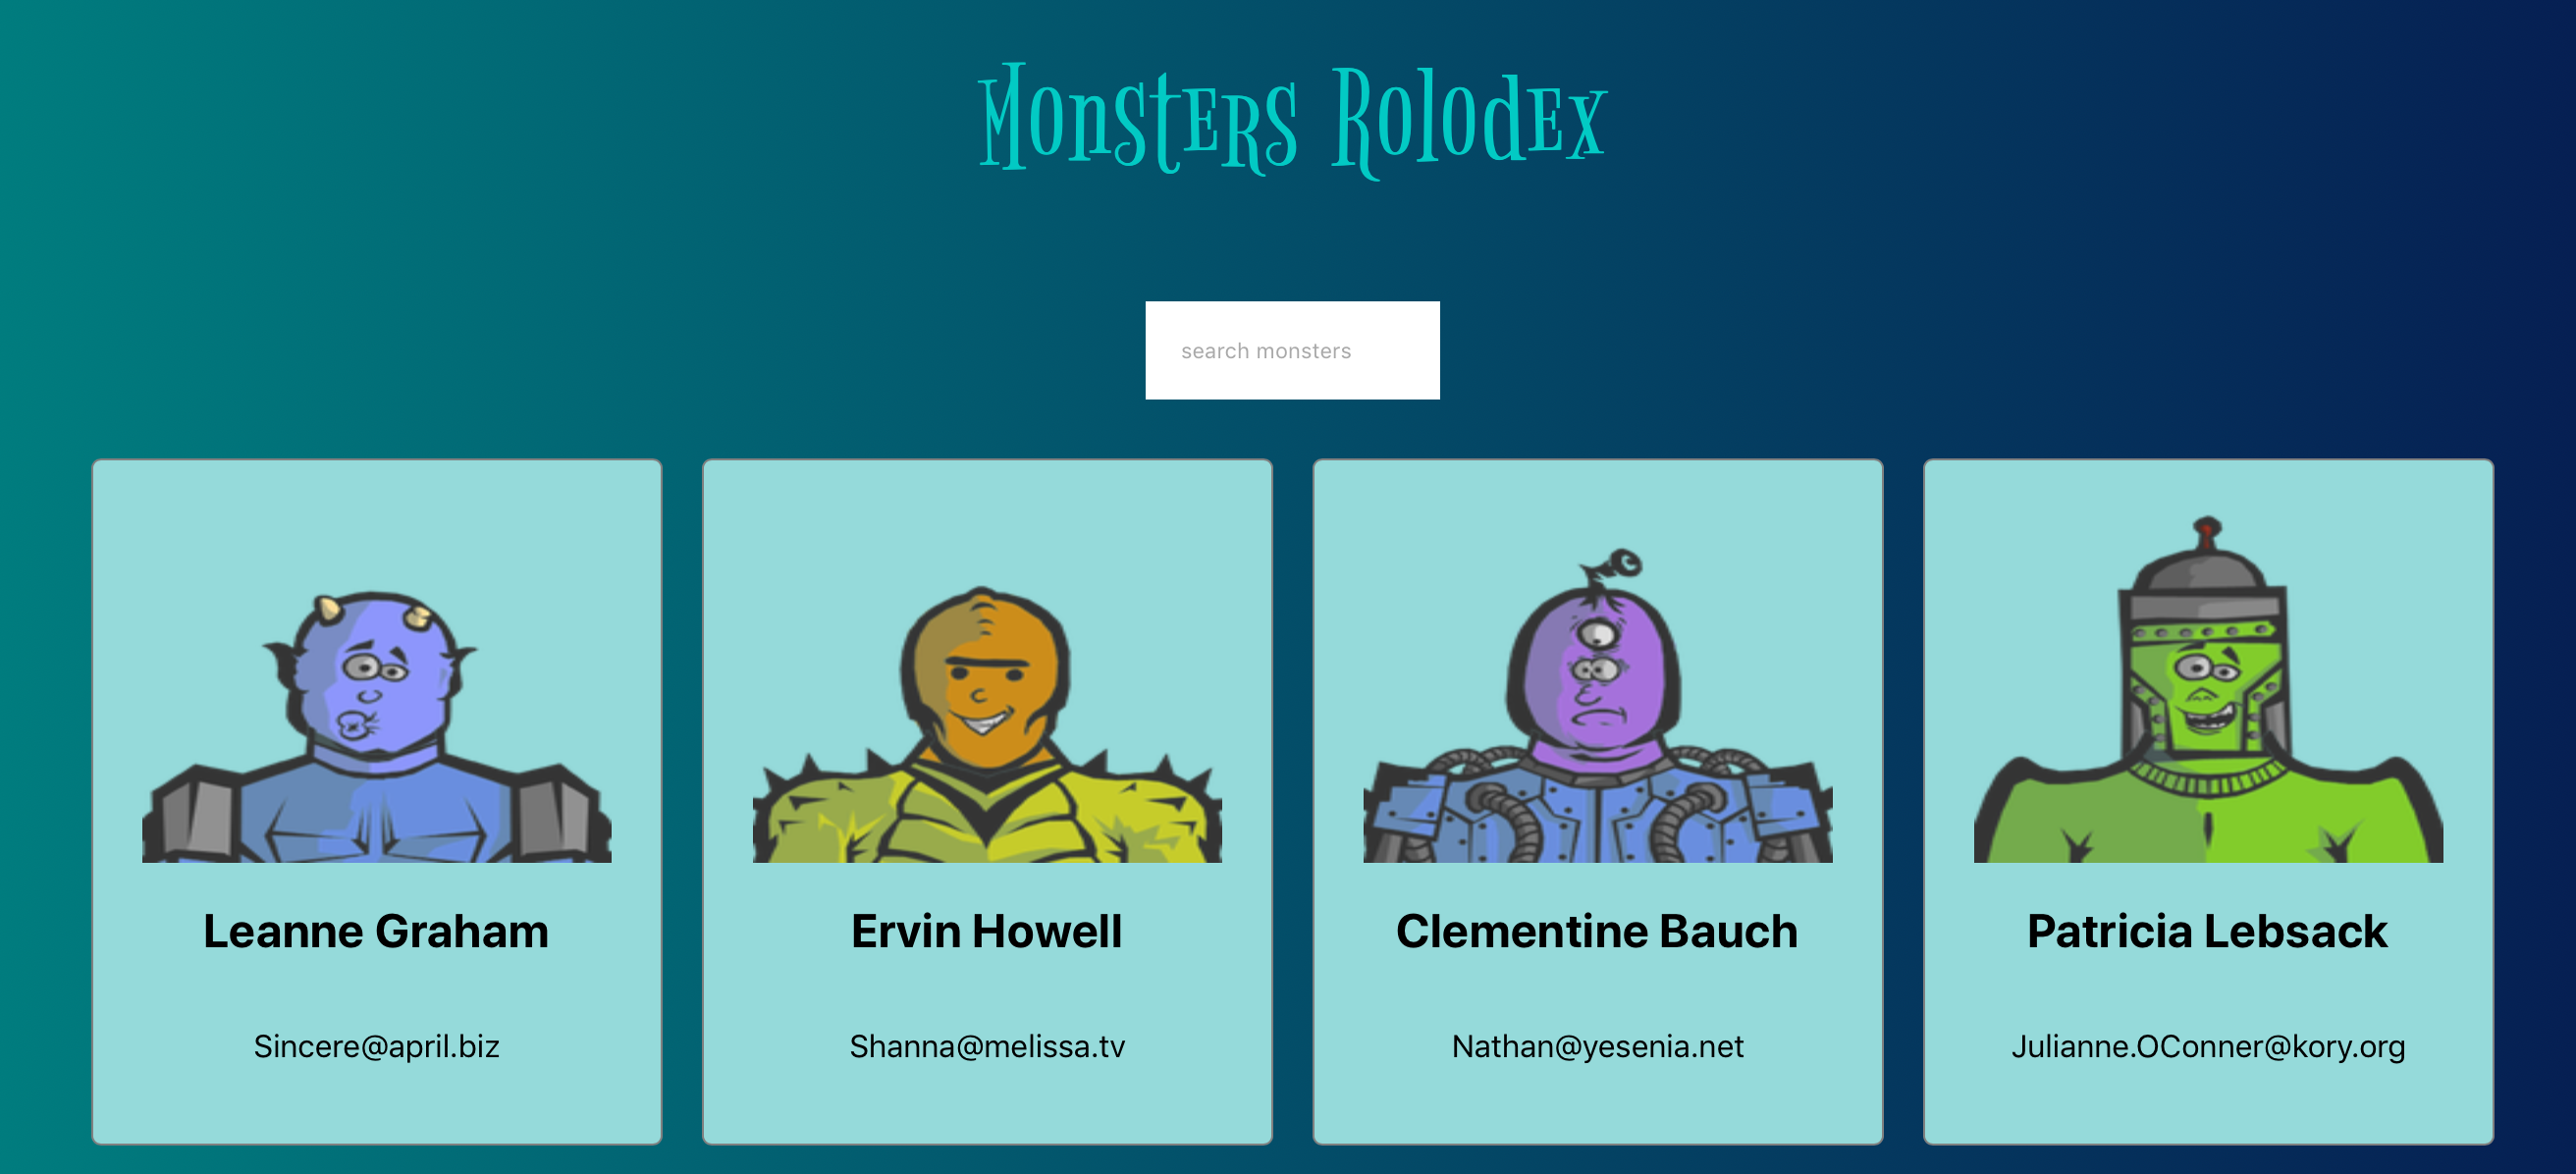 Monsters Rolodex
search monsters
Leanne Graham
Sincere@april.biz
Ervin Howell
Shanna@melissa.tv
Clementine Bauch
Nathan@yesenia.net
Patricia Lebsack
Julianne.OConner@kory.org